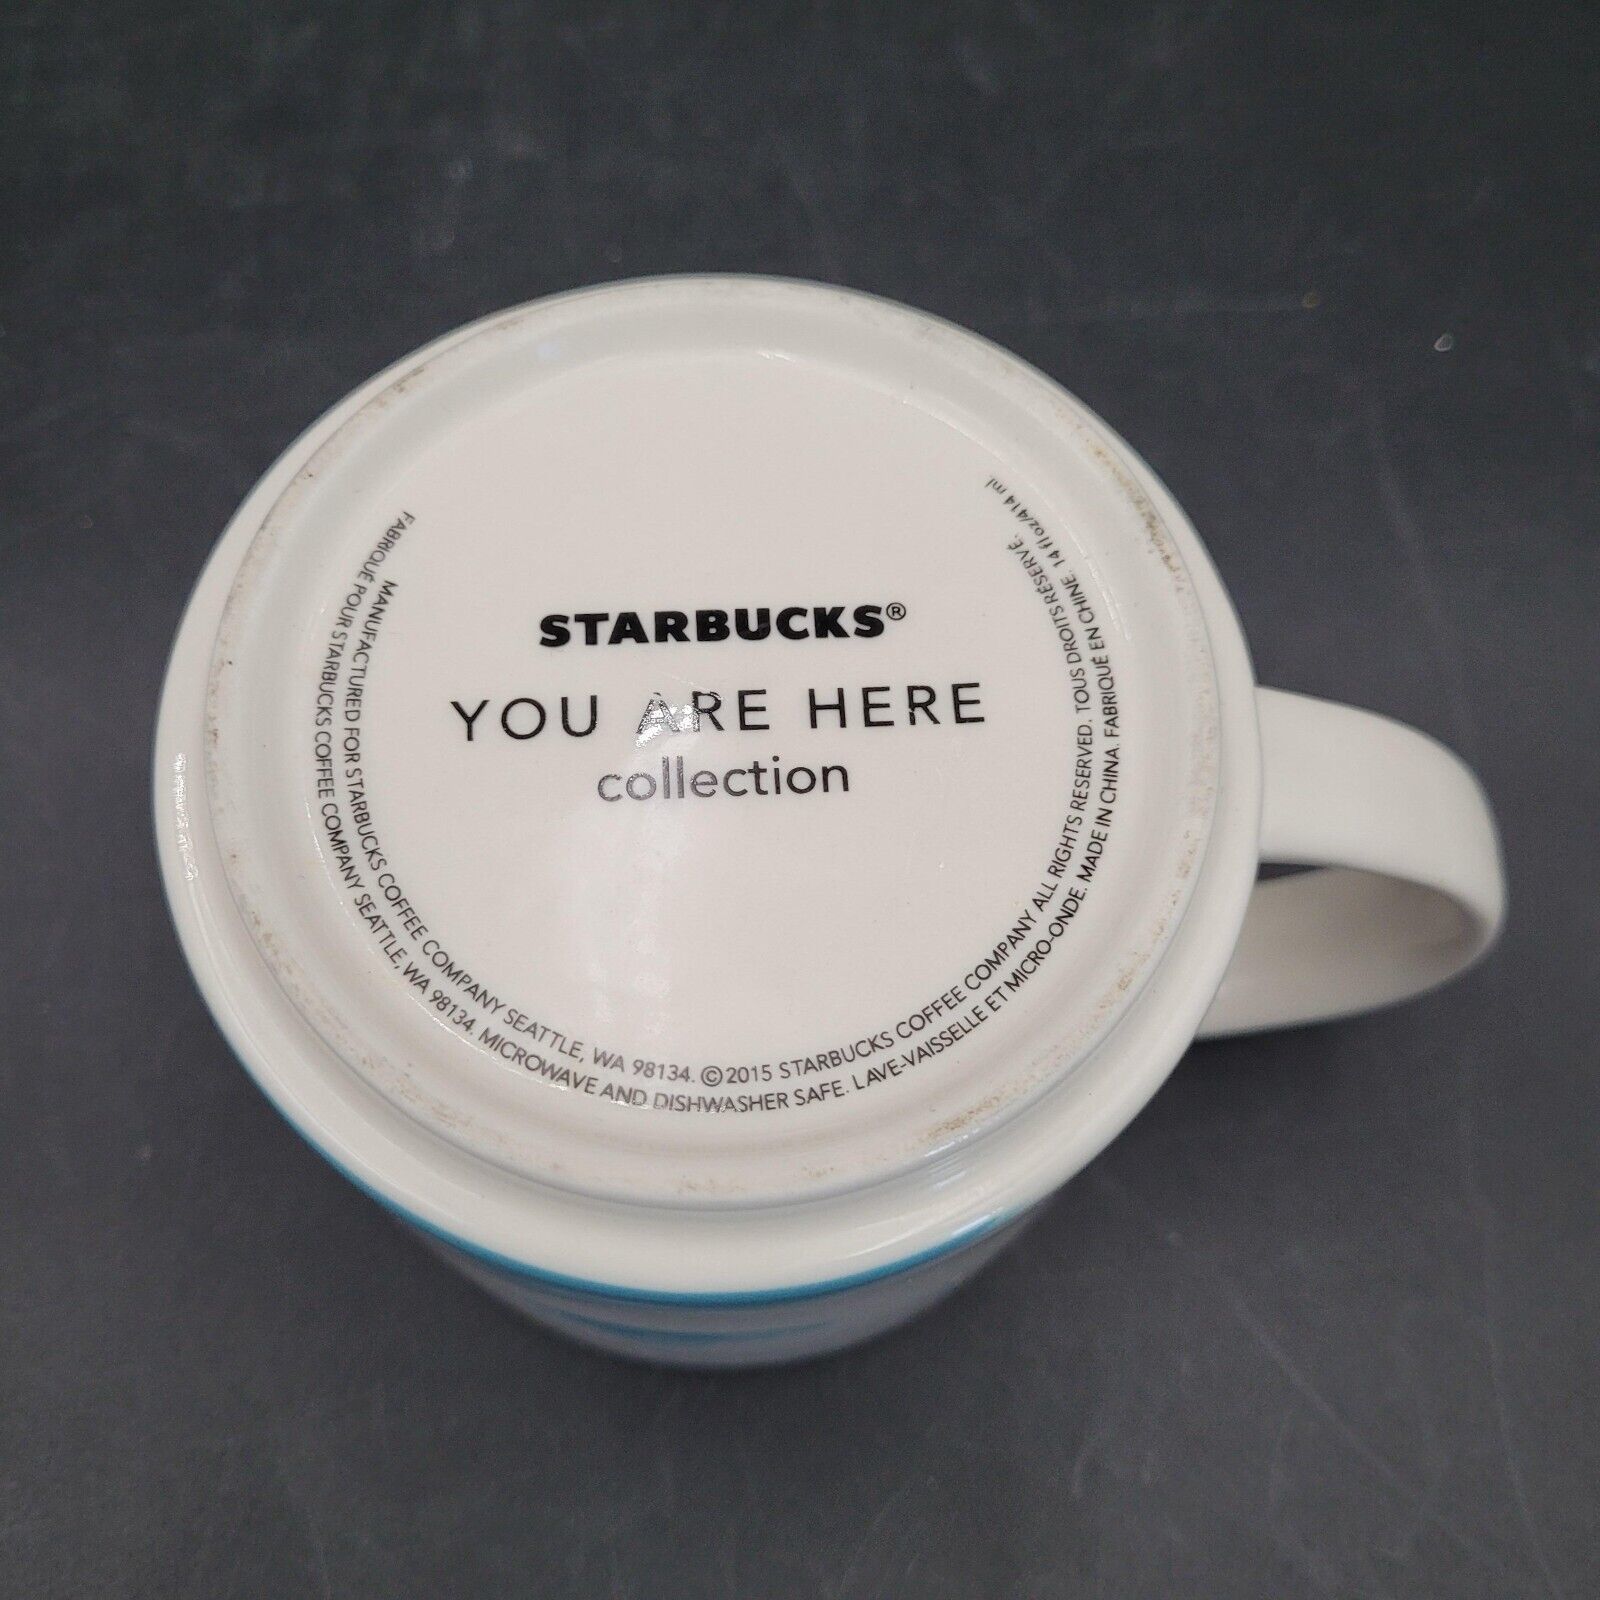 STARBUCKS®
YOU ARE HERE
collection
MANUFACTURED FOR STARBUCKS COFFEE COMPANY SEATTLE, WA 98134. ©2015 STARBUCKS COFFEE COMPANY ALL RIGHTS RESERVED. TOUS DROITS RÉSERVÉ.
FABRIQUÉ POUR STARBUCKS COFFEE COMPANY SEATTLE, WA 98134. MICROWAVE AND DISHWASHER SAFE. LAVE-VAISSELLE ET MICRO-ONDE. MADE IN CHINA. FABRIQUÉ EN CHINE. 14 fl oz/414 ml